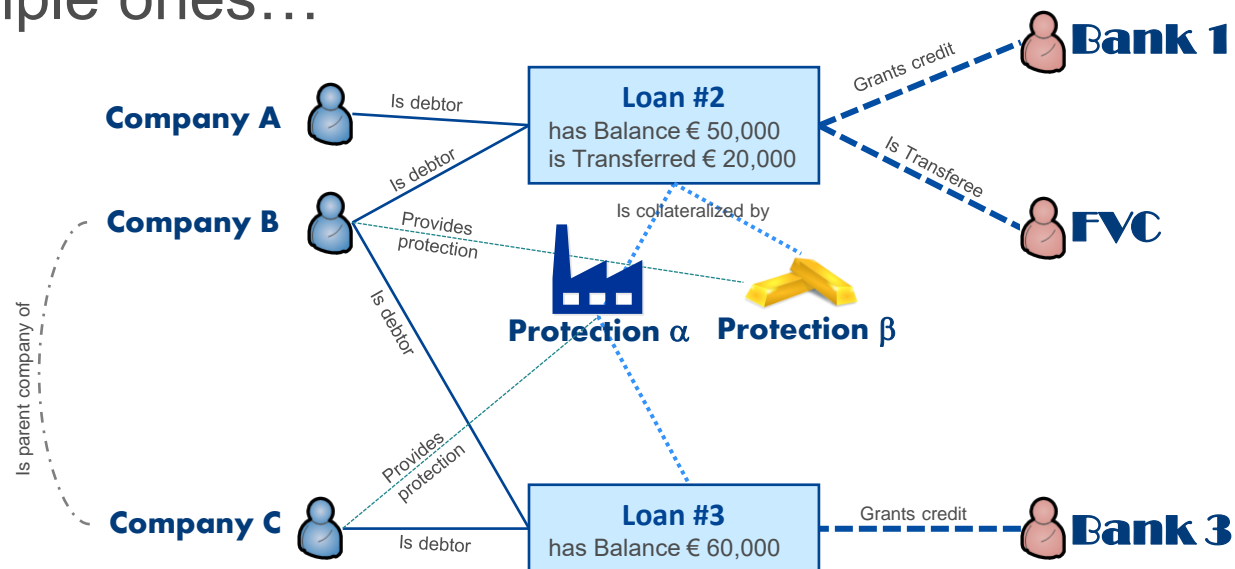 iple ones…
Bank 1
Grants credit
Loan #2
has Balance € 50,000
is Transferred € 20,000
Company A
Is debtor
Is Transferee
Is debtor
Company B
Provides
protection
Is collateralized by
FVC
Is debtor
Protection α
Protection β
Is parent company of
Provides
protection
Company C
Is debtor
Loan #3
has Balance € 60,000
Grants credit
Bank 3